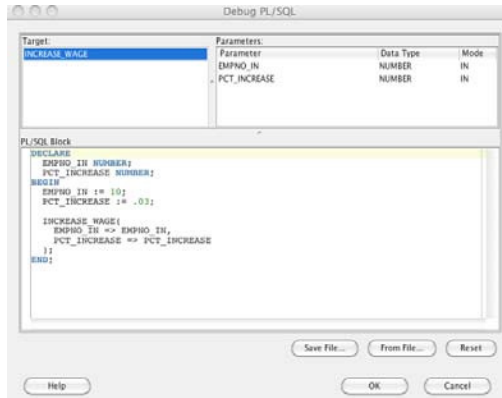 Debug PL/SQL
Target:
INCREASE_WAGE
Parameters:
Parameter Data Type Mode
EMPNO_IN NUMBER IN
PCT_INCREASE NUMBER IN
PL/SQL Block
DECLARE
EMPNO_IN NUMBER;
PCT_INCREASE NUMBER;
BEGIN
EMPNO_IN := 10;
PCT_INCREASE := .03;
INCREASE_WAGE(
EMPNO_IN => EMPNO_IN,
PCT_INCREASE => PCT_INCREASE
);
END;
Save File... From File... Reset
Help OK Cancel